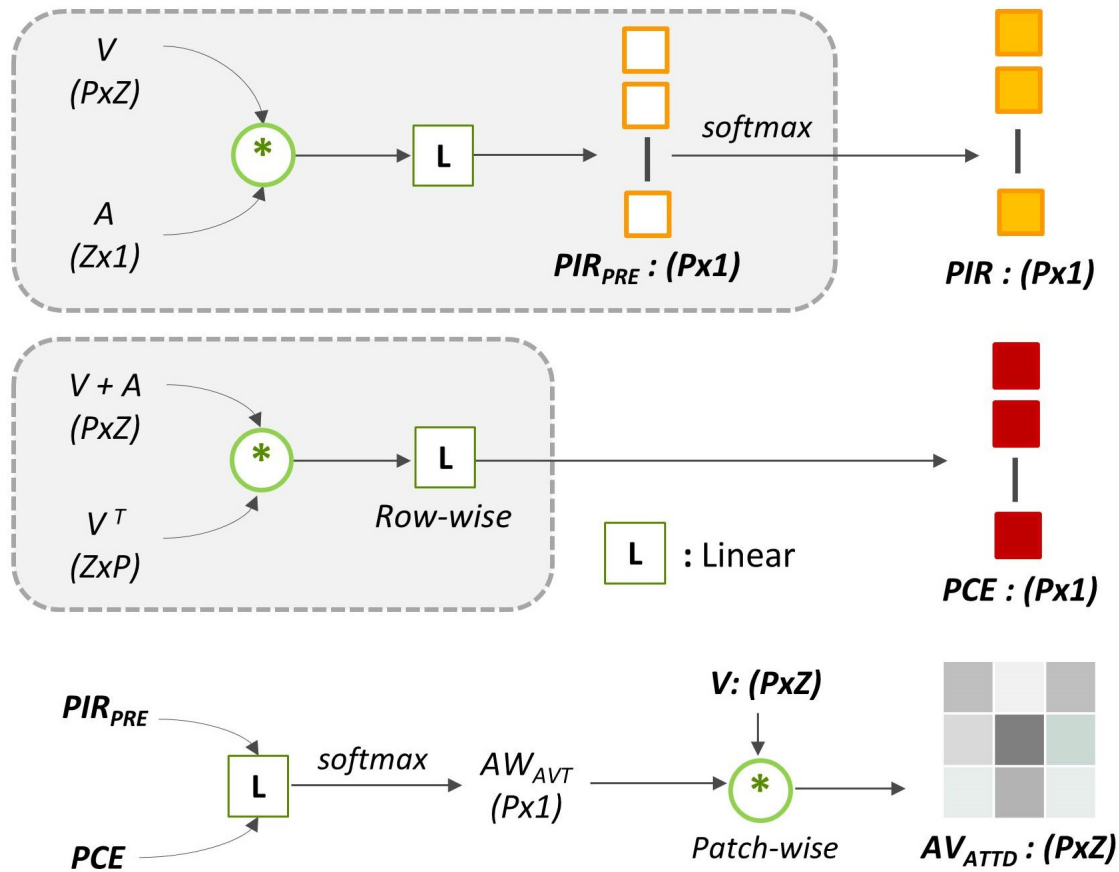 V
(PxZ)
*
A
(Zx1)
L
PIR_PRE : (Px1)
softmax
PIR : (Px1)
V + A
(PxZ)
*
V^T
(ZxP)
L
Row-wise
L : Linear
PCE : (Px1)
PIR_PRE
PCE
L
softmax
AW_AVT
(Px1)
V: (PxZ)
*
Patch-wise
AV_ATTD : (PxZ)